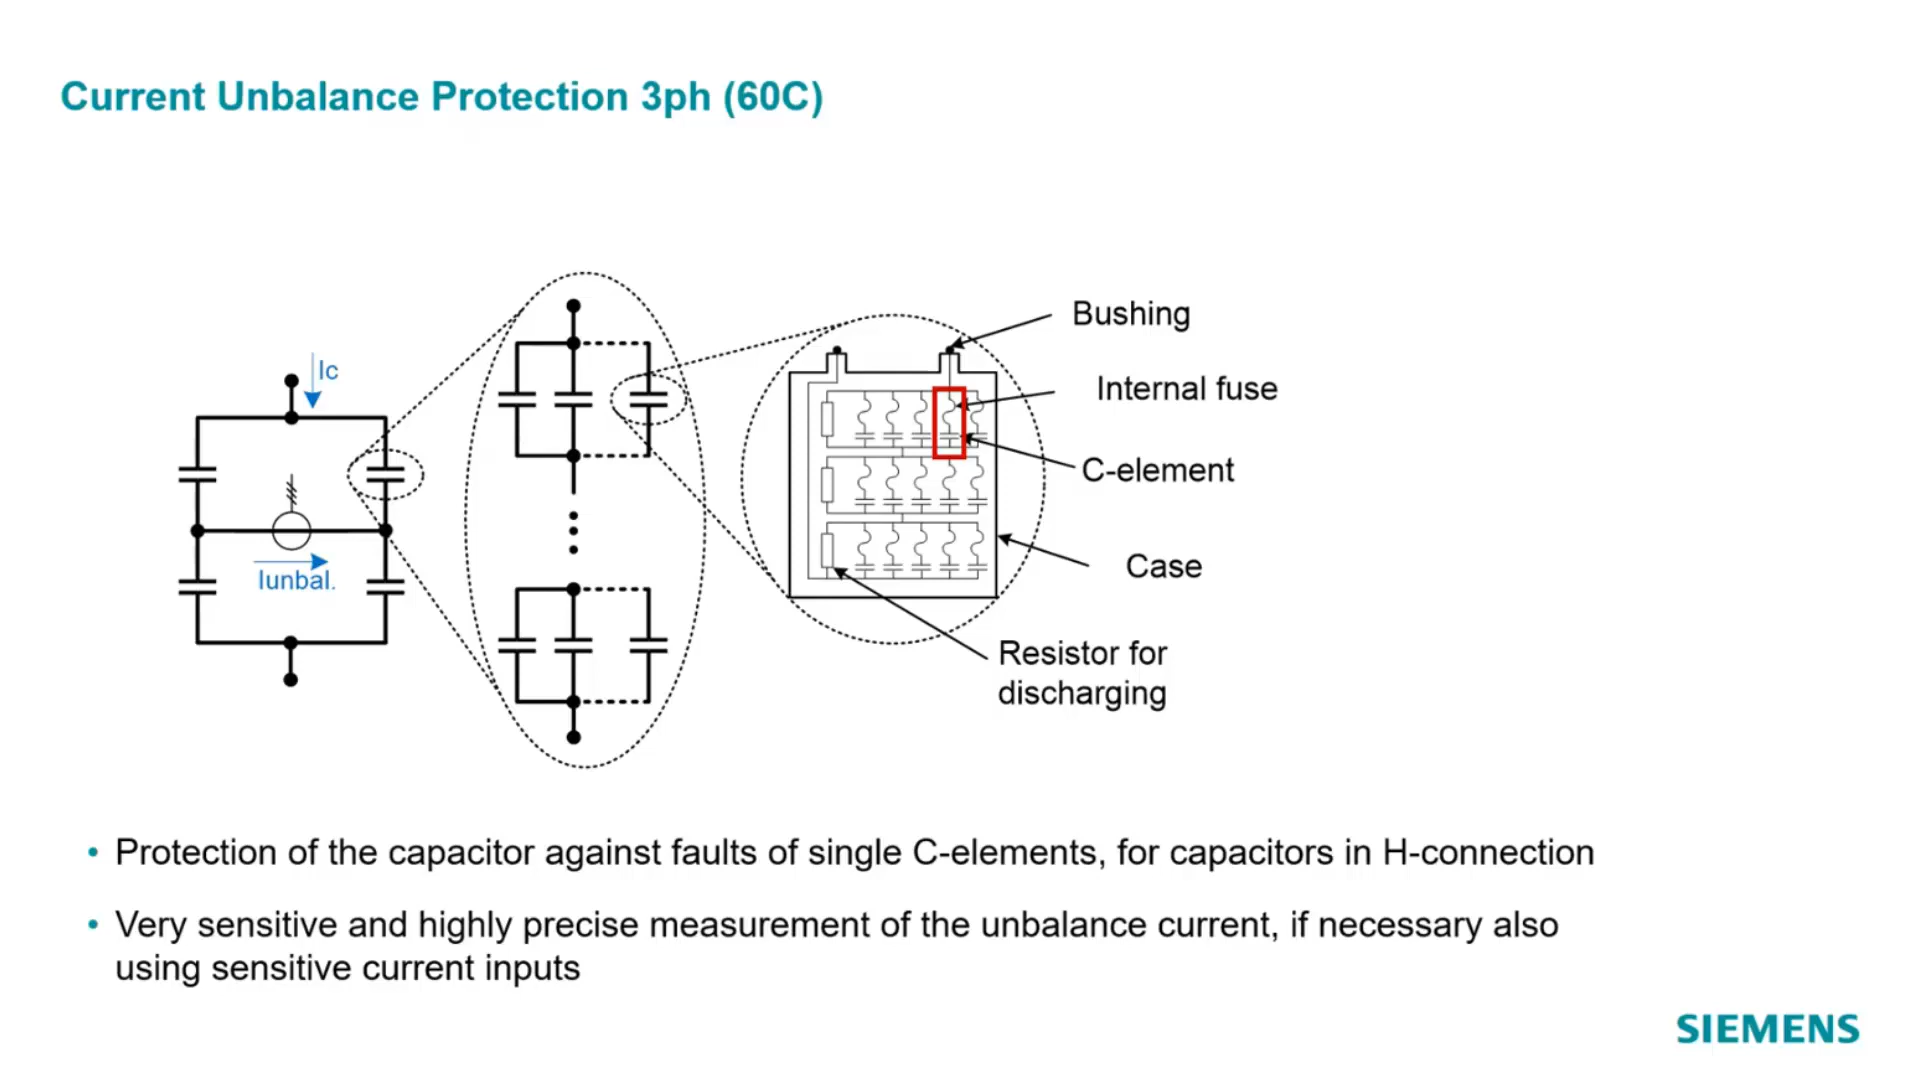 Current Unbalance Protection 3ph (60C)
Ic
Iunbal.
Bushing
Internal fuse
C-element
Case
Resistor for
discharging
• Protection of the capacitor against faults of single C-elements, for capacitors in H-connection
• Very sensitive and highly precise measurement of the unbalance current, if necessary also
using sensitive current inputs
SIEMENS